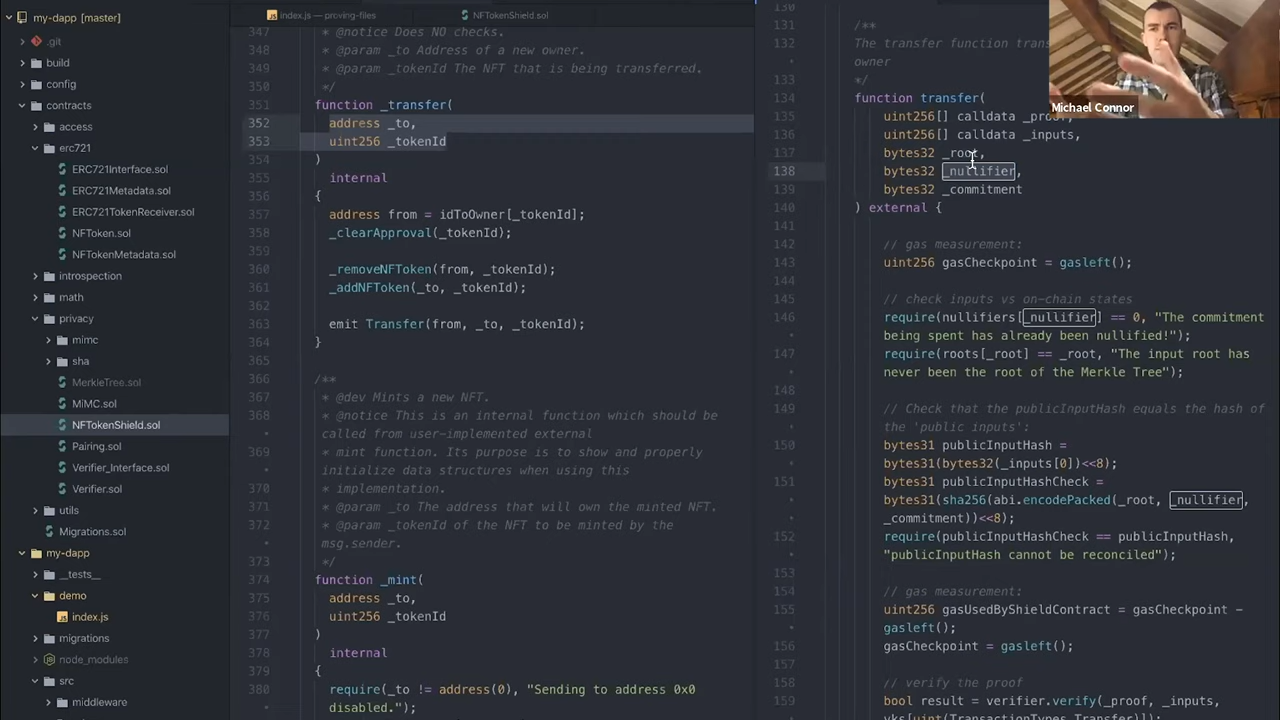 my-dapp [master]
.git
build
config
contracts
access
erc721
ERC721Interface.sol
ERC721Metadata.sol
ERC721TokenReceiver.sol
NFToken.sol
NFTokenMetadata.sol
introspection
math
privacy
mimc
sha
MerkleTree.sol
MiMC.sol
NFTokenShield.sol
Pairing.sol
Verifier_Interface.sol
Verifier.sol
utils
Migrations.sol
my-dapp
__tests__
demo
index.js
migrations
node_modules
src
middleware
index.js — proving-files
NFTokenShield.sol
347 * @notice Does NO checks.
348 * @param _to Address of a new owner.
349 * @param _tokenId The NFT that is being transferred.
350 */
351 function _transfer(
352 address _to,
353 uint256 _tokenId
354 )
355 internal
356 {
357 address from = idToOwner[_tokenId];
358 _clearApproval(_tokenId);
359
360 _removeNFToken(from, _tokenId);
361 _addNFToken(_to, _tokenId);
362
363 emit Transfer(from, _to, _tokenId);
364 }
365
366 /**
367 * @dev Mints a new NFT.
368 * @notice This is an internal function which should be
• called from user-implemented external
369 * mint function. Its purpose is to show and properly
• initialize data structures when using this
370 * implementation.
371 * @param _to The address that will own the minted NFT.
372 * @param _tokenId of the NFT to be minted by the
• msg.sender.
373 */
374 function _mint(
375 address _to,
376 uint256 _tokenId
377 )
378 internal
379 {
380 require(_to != address(0), "Sending to address 0x0
• disabled.");
130
131 /**
132 The transfer function
• owner
133 */
134 function transfer(
135 uint256[] calldata
136 uint256[] calldata _inputs,
137 bytes32 _root,
138 bytes32 _nullifier,
139 bytes32 _commitment
140 ) external {
141
142 // gas measurement:
143 uint256 gasCheckpoint = gasleft();
144
145 // check inputs vs on-chain states
146 require(nullifiers[_nullifier] == 0, "The commitment
• being spent has already been nullified!");
147 require(roots[_root] == _root, "The input root has
• never been the root of the Merkle Tree");
148
149 // Check that the publicInputHash equals the hash of
• the 'public inputs':
150 bytes31 publicInputHash =
• bytes31(bytes32(_inputs[0])<<8);
151 bytes31 publicInputHashCheck =
• bytes31(sha256(abi.encodePacked(_root, _nullifier,
• _commitment))<<8);
152 require(publicInputHashCheck == publicInputHash,
• "publicInputHash cannot be reconciled");
153
154 // gas measurement:
155 uint256 gasUsedByShieldContract = gasCheckpoint -
• gasleft();
156 gasCheckpoint = gasleft();
157
158 // verify the proof
159 bool result = verifier.verify(_proof, _inputs,
Michael Connor